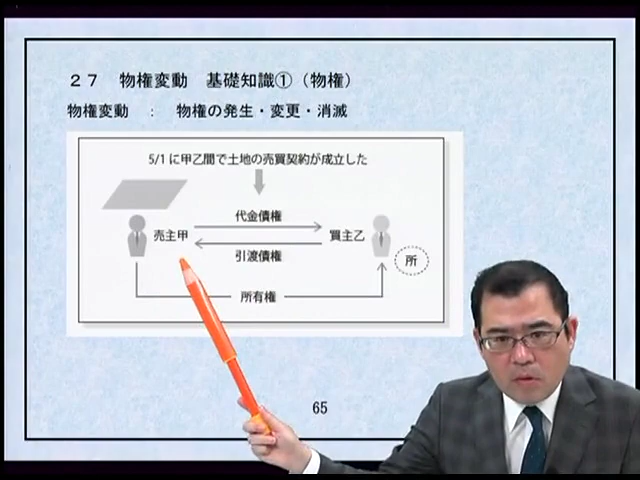 ２７　物権変動　基礎知識①（物権）
物権変動　：　物権の発生・変更・消滅
5/1に甲乙間で土地の売買契約が成立した
代金債権
売主甲
買主乙
引渡債権
所
所有権
65